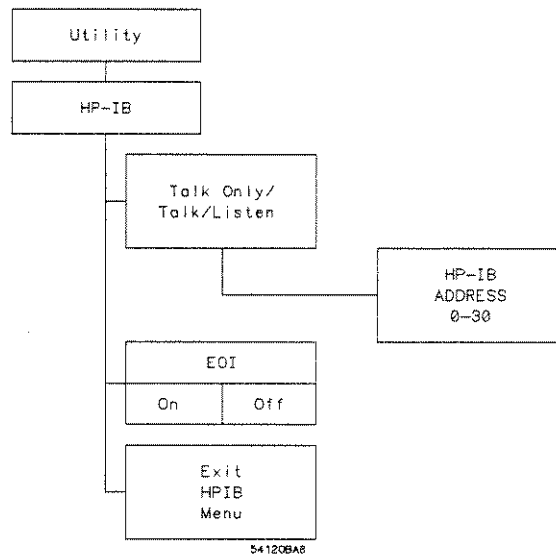 Utility
HP-IB
Talk Only/
Talk/Listen
HP-IB
ADDRESS
0-30
EOI
On Off
Exit
HPIB
Menu
54120BA8